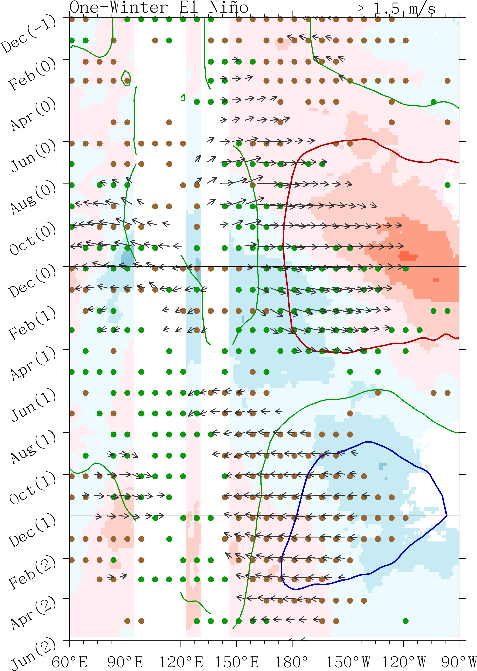 One-Winter El Niño > 1.5 m/s
Dec(-1)
Feb(0)
Apr(0)
Jun(0)
Aug(0)
Oct(0)
Dec(0)
Feb(1)
Apr(1)
Jun(1)
Aug(1)
Oct(1)
Dec(1)
Feb(2)
Apr(2)
Jun(2)
60°E 90°E 120°E 150°E 180° 150°W 120°W 90°W